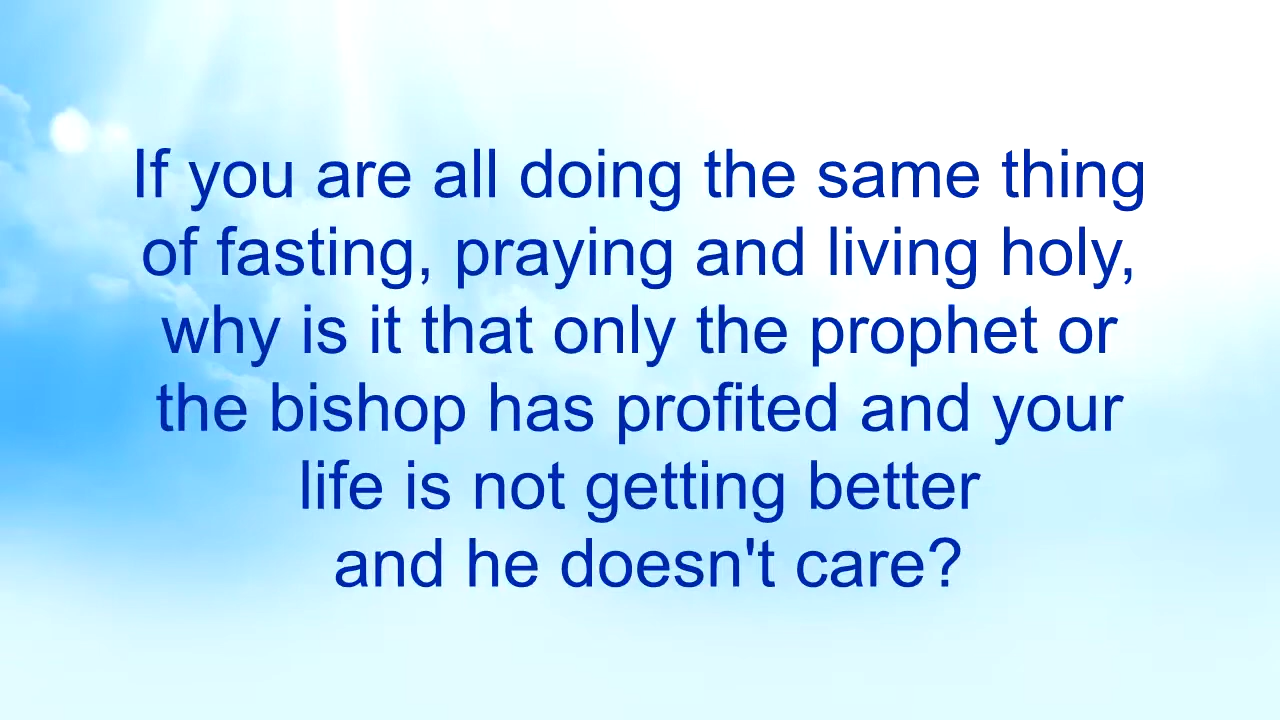 If you are all doing the same thing
of fasting, praying and living holy,
why is it that only the prophet or
the bishop has profited and your
life is not getting better
and he doesn't care?